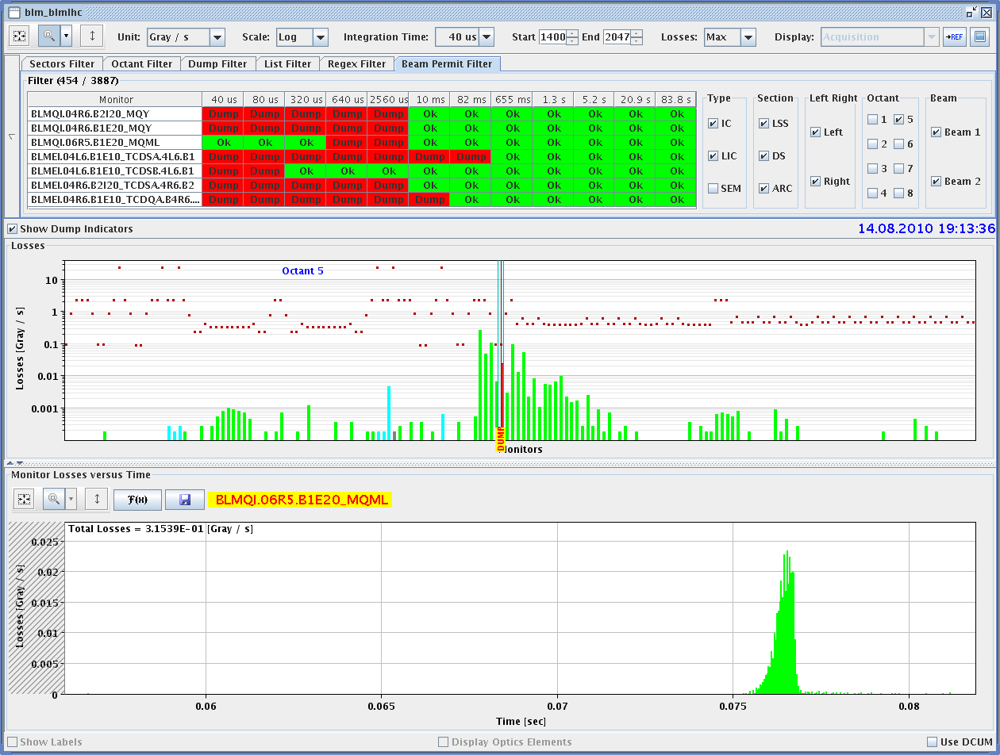 blm_blmlhc
Unit: Gray / s Scale: Log Integration Time: 40 us Start 1400 End 2047 Losses: Max Display: Acquisition →REF
Sectors Filter Octant Filter Dump Filter List Filter Regex Filter Beam Permit Filter
Filter (454 / 3887)
Monitor 40 us 80 us 320 us 640 us 2560 us 10 ms 82 ms 655 ms 1.3 s 5.2 s 20.9 s 83.8 s
BLMQI.04R6.B2I20_MQY Dump Dump Dump Dump Dump Ok Ok Ok Ok Ok Ok Ok
BLMQI.04R6.B1E20_MQY Dump Dump Dump Dump Dump Ok Ok Ok Ok Ok Ok Ok
BLMQI.06R5.B1E20_MQML Ok Ok Ok Dump Dump Ok Ok Ok Ok Ok Ok Ok
BLMEI.04L6.B1E10_TCDSA.4L6.B1 Dump Dump Dump Dump Dump Dump Dump Ok Ok Ok Ok Ok
BLMEI.04L6.B1E10_TCDSB.4L6.B1 Dump Dump Ok Ok Ok Ok Ok Ok Ok Ok Ok Ok
BLMEI.04R6.B2I20_TCDSA.4R6.B2 Dump Dump Dump Dump Dump Ok Ok Ok Ok Ok Ok Ok
BLMEI.04R6.B1E10_TCDQA.B4R6.... Dump Dump Dump Dump Dump Dump Ok Ok Ok Ok Ok Ok
Type Section Left Right Octant Beam
IC LSS Left 1 5 Beam 1
2 6
LIC DS
3 7
SEM ARC Right 4 8 Beam 2
Show Dump Indicators 14.08.2010 19:13:36
Losses
Octant 5
Losses [Gray / s]
10
1
0.1
0.01
0.001
DUMP
Monitors
Monitor Losses versus Time
F(x) BLMQI.06R5.B1E20_MQML
Total Losses = 3.1539E-01 [Gray / s]
Losses [Gray / s]
0.025
0.02
0.015
0.01
0.005
0
0.06 0.065 0.07 0.075 0.08
Time [sec]
Show Labels Display Optics Elements Use DCUM